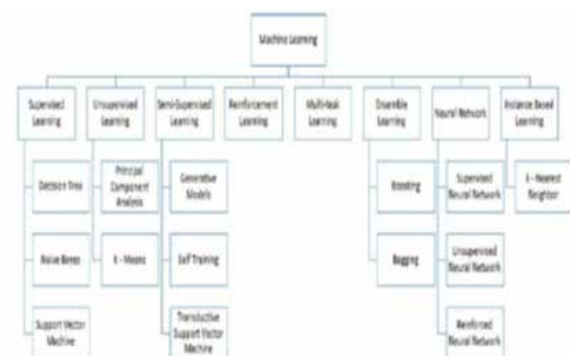 Machine Learning
Supervised
Learning
Unsupervised
Learning
Semi-Supervised
Learning
Reinforcement
Learning
Multi-task
Learning
Ensemble
Learning
Neural Network
Instance Based
Learning
Decision Tree
Principal
Component
Analysis
Generative
Models
Boosting
Supervised
Neural Network
Nearest
Neighbor
Naive
K - Means
Self Training
Bagging
Unsupervised
Neural Network
Support Vector
Machine
Transductive
Support Vector
Machine
Reinforced
Neural Network